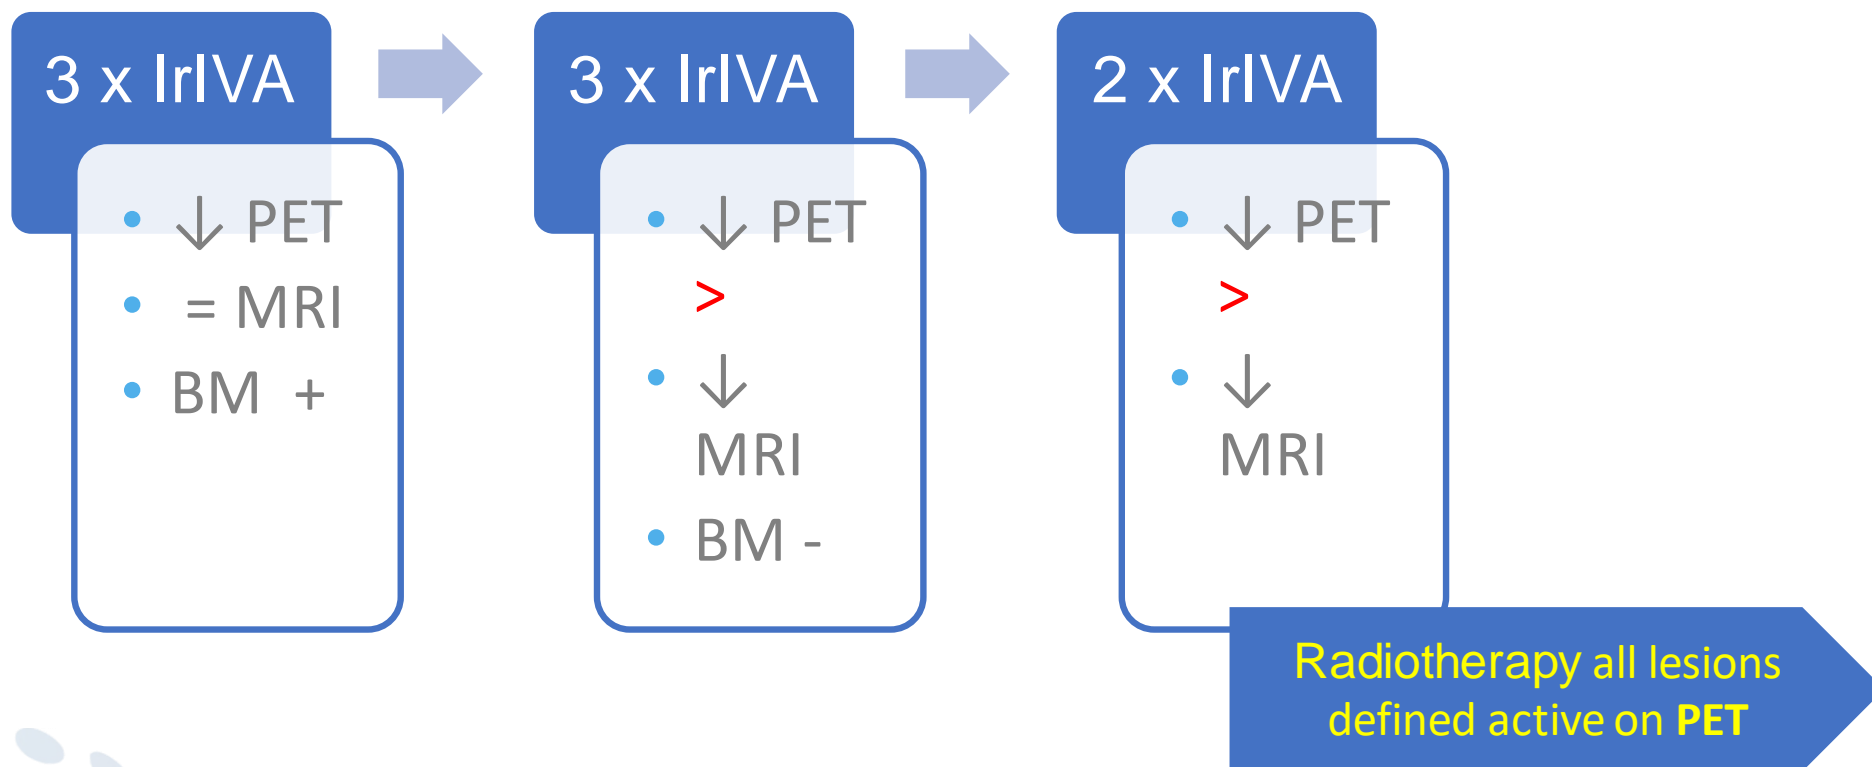 3 x IrIVA
• ↓ PET
• = MRI
• BM +
3 x IrIVA
• ↓ PET
>
• ↓
MRI
• BM -
2 x IrIVA
• ↓ PET
>
• ↓
MRI
Radiotherapy all lesions
defined active on PET